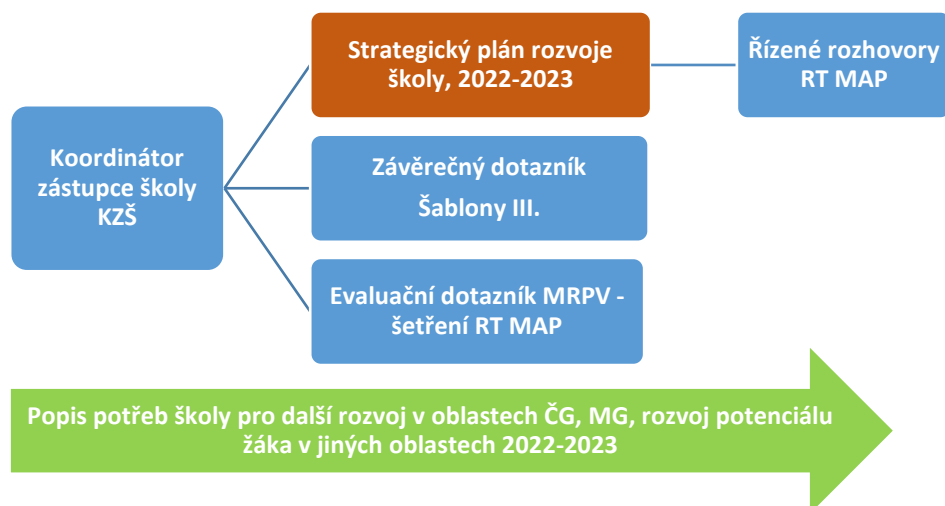 Koordinátor
zástupce školy
KZŠ
Strategický plán rozvoje
školy, 2022-2023
Řízené rozhovory
RT MAP
Závěrečný dotazník
Šablony III.
Evaluační dotazník MRPV -
šetření RT MAP
Popis potřeb školy pro další rozvoj v oblastech ČG, MG, rozvoj potenciálu
žáka v jiných oblastech 2022-2023